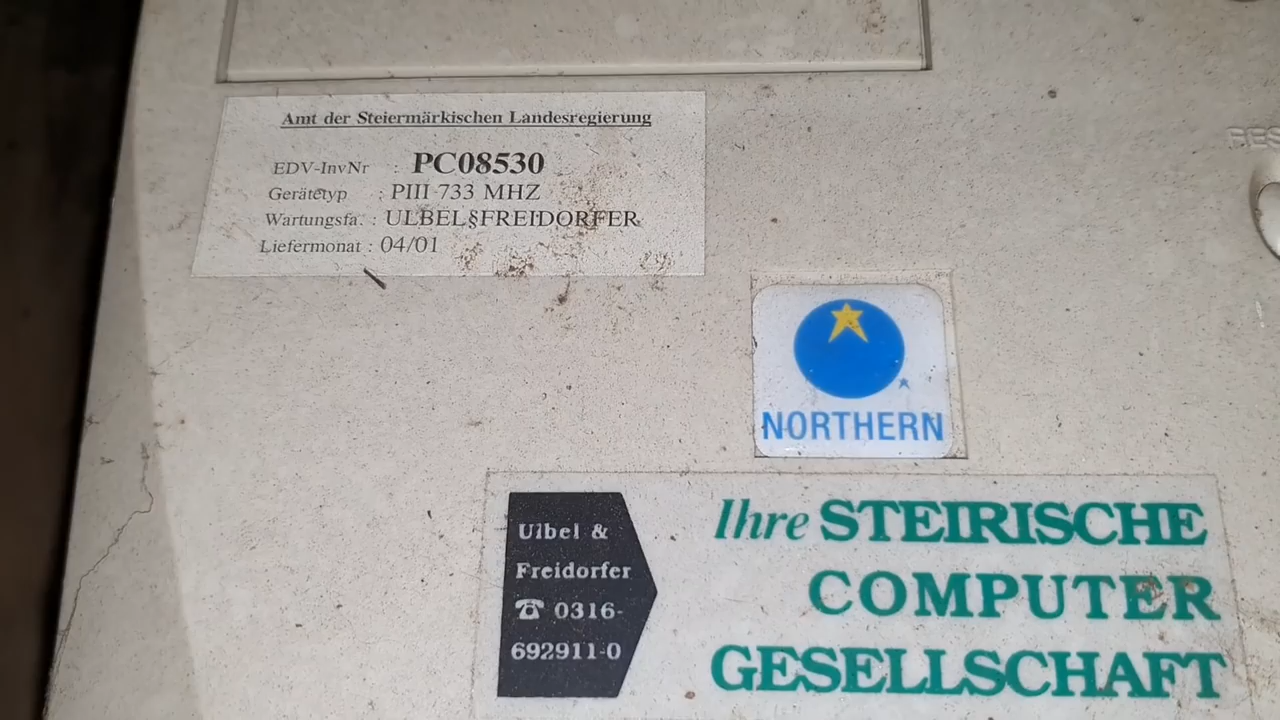 Amt der Steiermärkischen Landesregierung
EDV-InvNr : PC08530
Gerätetyp : PIII 733 MHZ
Wartungsfa. : ULBEL§FREIDORFER
Liefermonat : 04/01
NORTHERN
Ulbel &
Freidorfer
☎ 0316-
692911-0
Ihre STEIRISCHE
COMPUTER
GESELLSCHAFT